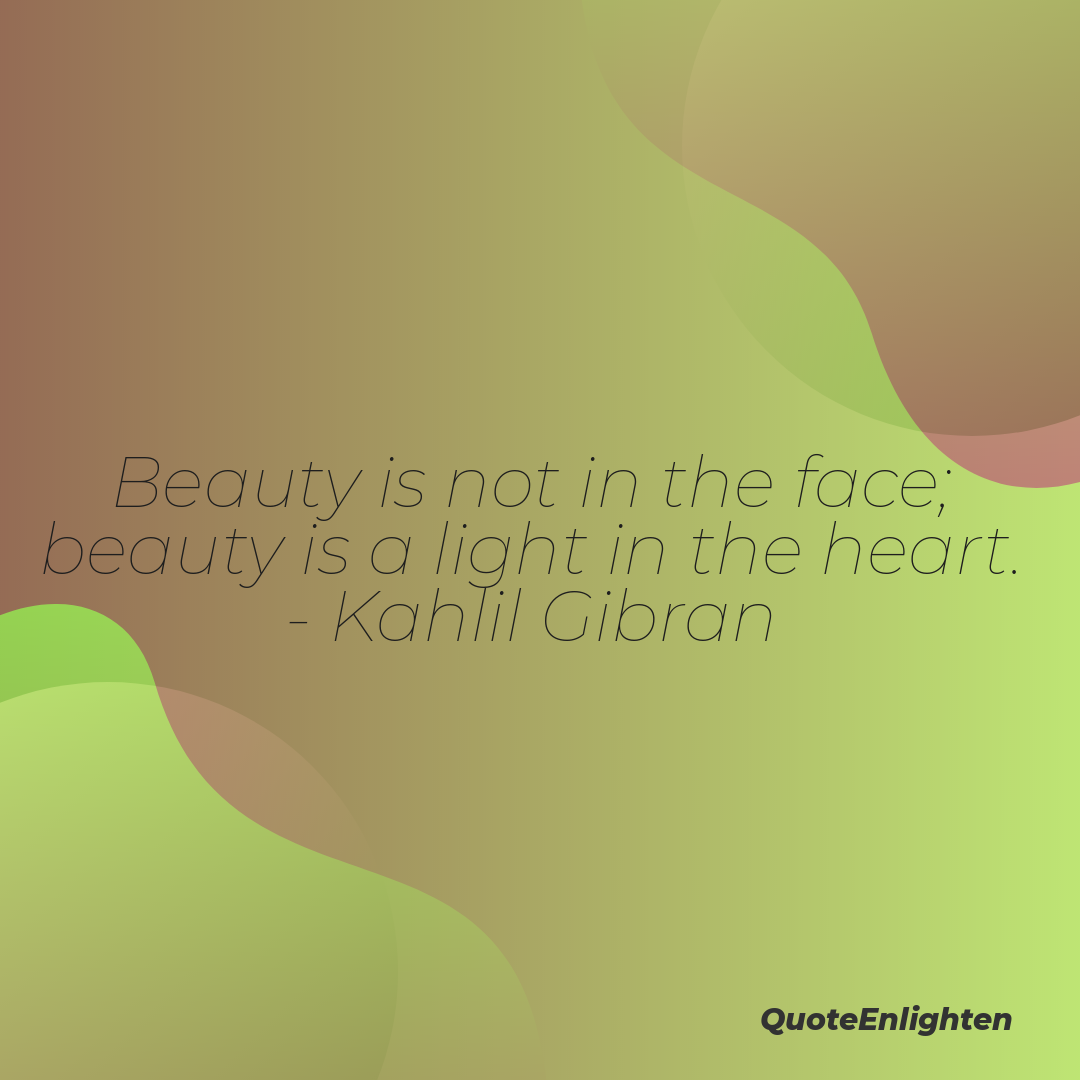 Beauty is not in the face;
beauty is a light in the heart.
- Kahlil Gibran
QuoteEnlighten